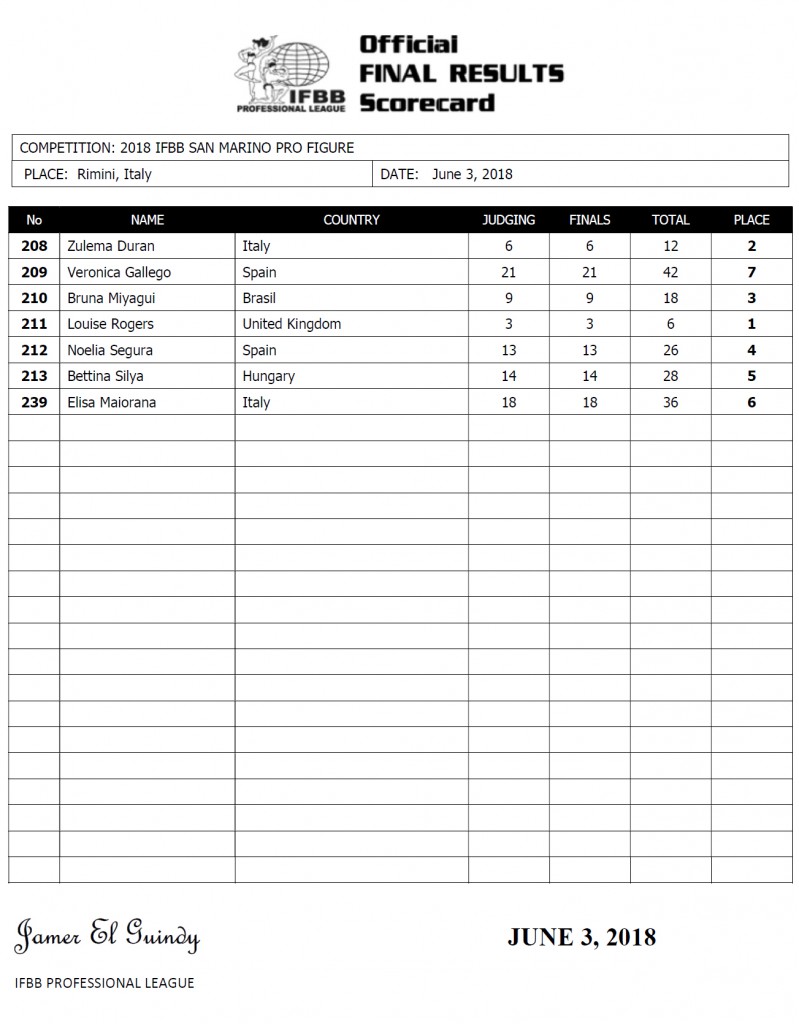 Official
FINAL RESULTS
Scorecard
IFBB
PROFESSIONAL LEAGUE
COMPETITION: 2018 IFBB SAN MARINO PRO FIGURE
PLACE: Rimini, Italy DATE: June 3, 2018
No NAME COUNTRY JUDGING FINALS TOTAL PLACE
208 Zulema Duran Italy 6 6 12 2
209 Veronica Gallego Spain 21 21 42 7
210 Bruna Miyagui Brasil 9 9 18 3
211 Louise Rogers United Kingdom 3 3 6 1
212 Noelia Segura Spain 13 13 26 4
213 Bettina Silya Hungary 14 14 28 5
239 Elisa Maiorana Italy 18 18 36 6
Jamer El Guindy JUNE 3, 2018
IFBB PROFESSIONAL LEAGUE